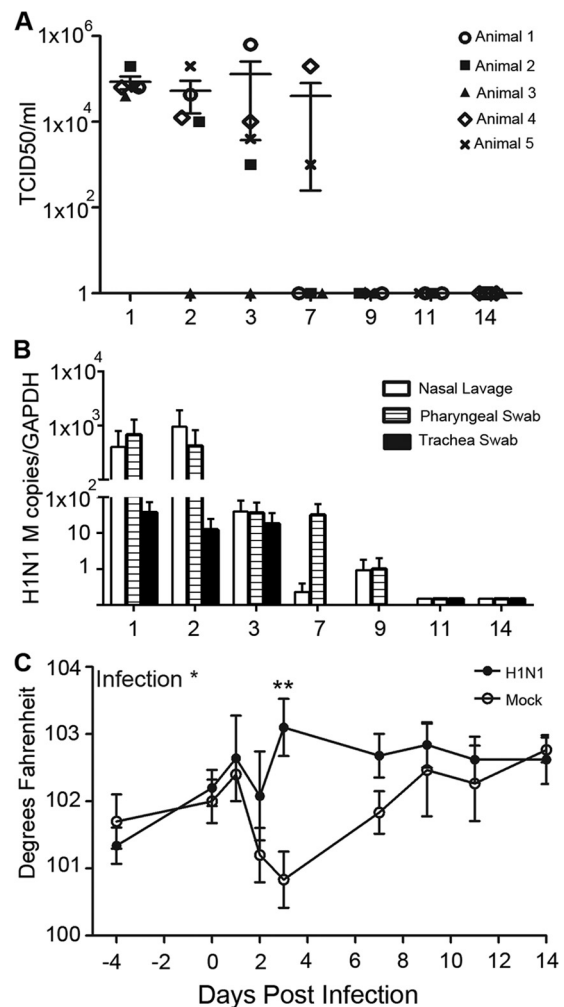 A
TCID50/ml
1x10^6
1x10^4
1x10^2
1
1 2 3 7 9 11 14
Animal 1
Animal 2
Animal 3
Animal 4
Animal 5
B
H1N1 M copies/GAPDH
1x10^4
1x10^3
1x10^2
10
1
1 2 3 7 9 11 14
Nasal Lavage
Pharyngeal Swab
Trachea Swab
C
Degrees Fahrenheit
104
103
102
101
100
Infection *
**
H1N1
Mock
-4 -2 0 2 4 6 8 10 12 14
Days Post Infection